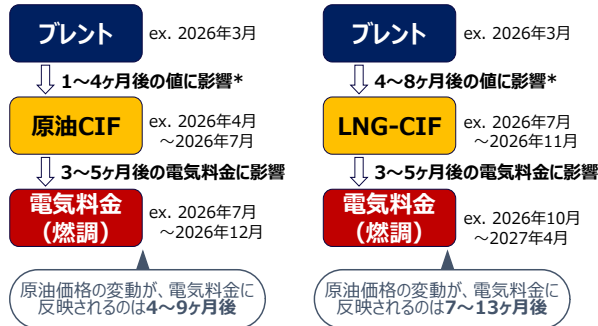 ブレント
ex. 2026年3月
1～4ヶ月後の値に影響*
原油CIF
ex. 2026年4月
～2026年7月
3～5ヶ月後の電気料金に影響
電気料金
（燃調）
ex. 2026年7月
～2026年12月
原油価格の変動が、電気料金に
反映されるのは4～9ヶ月後
ブレント
ex. 2026年3月
4～8ヶ月後の値に影響*
LNG-CIF
ex. 2026年7月
～2026年11月
3～5ヶ月後の電気料金に影響
電気料金
（燃調）
ex. 2026年10月
～2027年4月
原油価格の変動が、電気料金に
反映されるのは7～13ヶ月後